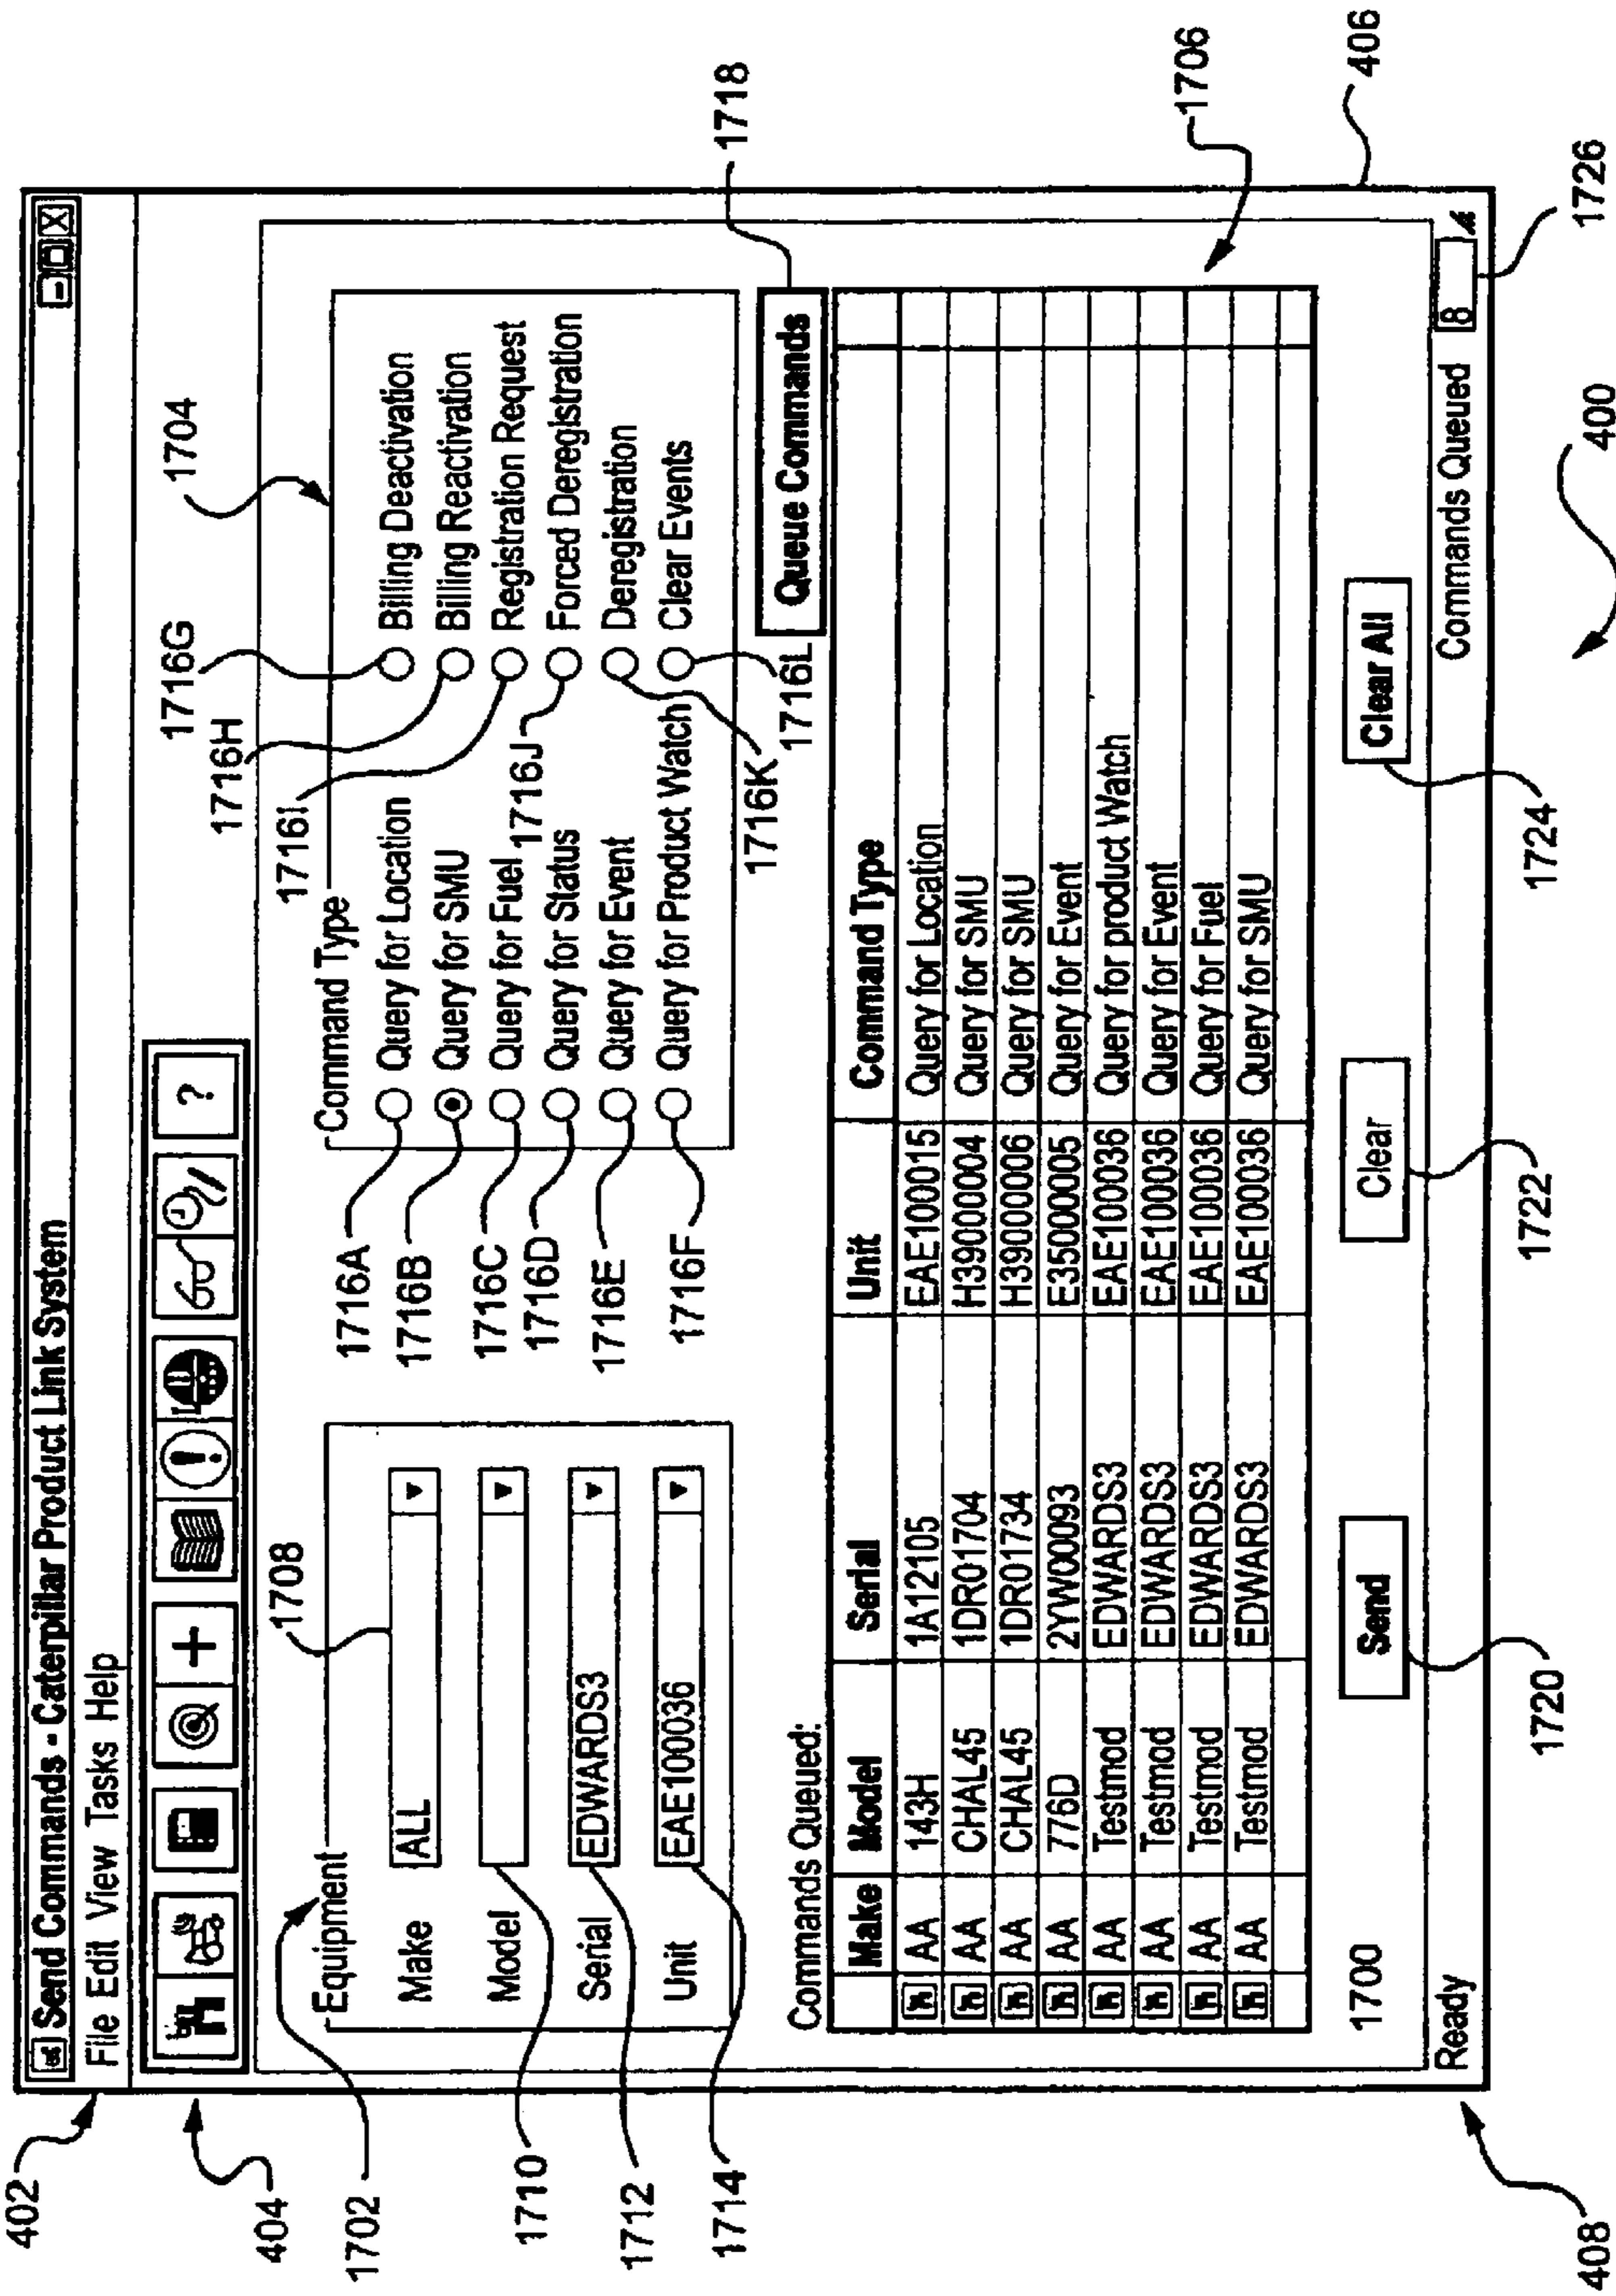 402
Send Commands - Caterpillar Product Link System
File Edit View Tasks Help
404
?
1702
1708
1704
Equipment
Make ALL
Model
Serial EDWARDS3
Unit EAE100036
1710
1712
1714
Command Type
1716A
1716B
1716C
1716D
1716E
1716F
Query for Location
Query for SMU
Query for Fuel
Query for Status
Query for Event
Query for Product Watch
1716G
1716H
1716I
1716J
1716K
1716L
Billing Deactivation
Billing Reactivation
Registration Request
Forced Deregistration
Deregistration
Clear Events
Queue Commands
1718
Commands Queued:
Make Model Serial Unit Command Type
AA 143H 1A12105 EAE100015 Query for Location
AA CHAL45 1DR01704 H39000004 Query for SMU
AA CHAL45 1DR01734 H39000006 Query for SMU
AA 776D 2YW00093 E35000005 Query for Event
AA Testmod EDWARDS3 EAE100036 Query for product Watch
AA Testmod EDWARDS3 EAE100036 Query for Event
AA Testmod EDWARDS3 EAE100036 Query for Fuel
AA Testmod EDWARDS3 EAE100036 Query for SMU
1706
406
1700
Send Clear Clear All
Ready Commands Queued 8
408
1720
1722
1724
1726
400